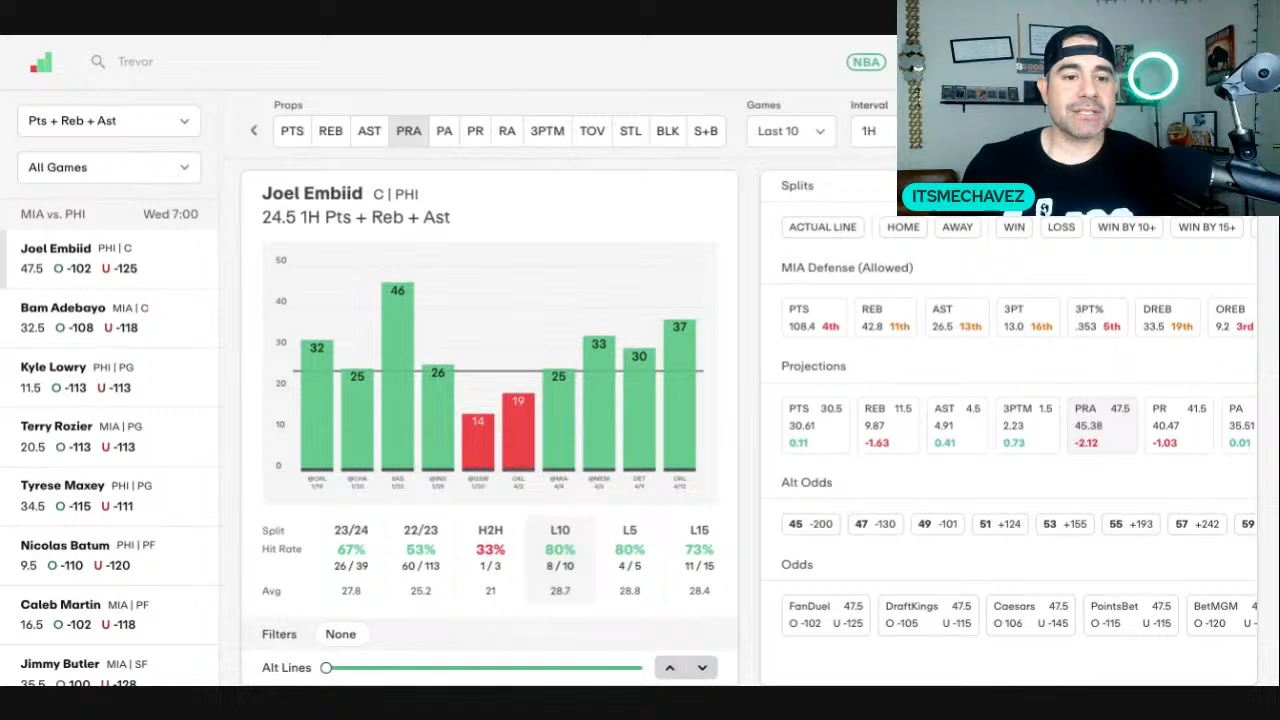 Trevor
NBA
ITSMECHAVEZ
Pts + Reb + Ast
All Games
MIA vs. PHI Wed 7:00
Joel Embiid PHI | C
47.5 O -102 U -125
Bam Adebayo MIA | C
32.5 O -108 U -118
Kyle Lowry PHI | PG
11.5 O -113 U -113
Terry Rozier MIA | PG
20.5 O -113 U -113
Tyrese Maxey PHI | PG
34.5 O -115 U -111
Nicolas Batum PHI | PF
9.5 O -110 U -120
Caleb Martin MIA | PF
16.5 O -102 U -118
Jimmy Butler MIA | SF
35.5 O 100 U -128
Props
PTS REB AST PRA PA PR RA 3PTM TOV STL BLK S+B
Games
Last 10
Interval
1H
Joel Embiid C | PHI
24.5 1H Pts + Reb + Ast
50
40
30
20
10
0
32 25 46 26 14 19 25 33 30 37
Split 23/24 22/23 H2H L10 L5 L15
Hit Rate 67% 53% 33% 80% 80% 73%
26 / 39 60 / 113 1 / 3 8 / 10 4 / 5 11 / 15
Avg 27.8 25.2 21 28.7 28.8 28.4
Filters None
Alt Lines
Splits
ACTUAL LINE HOME AWAY WIN LOSS WIN BY 10+ WIN BY 15+
MIA Defense (Allowed)
PTS REB AST 3PT 3PT% DREB OREB
108.4 4th 42.8 11th 26.5 13th 13.0 16th .353 5th 33.5 19th 9.2 3rd
Projections
PTS 30.5 REB 11.5 AST 4.5 3PTM 1.5 PRA 47.5 PR 41.5 PA
30.61 9.87 4.91 2.23 45.38 40.47 35.51
0.11 -1.63 0.41 0.73 -2.12 -1.03 0.01
Alt Odds
45 -200 47 -130 49 -101 51 +124 53 +155 55 +193 57 +242 59
Odds
FanDuel 47.5 DraftKings 47.5 Caesars 47.5 PointsBet 47.5 BetMGM
O -102 U -125 O -105 U -115 O 106 U -145 O -115 U -115 O -120 U